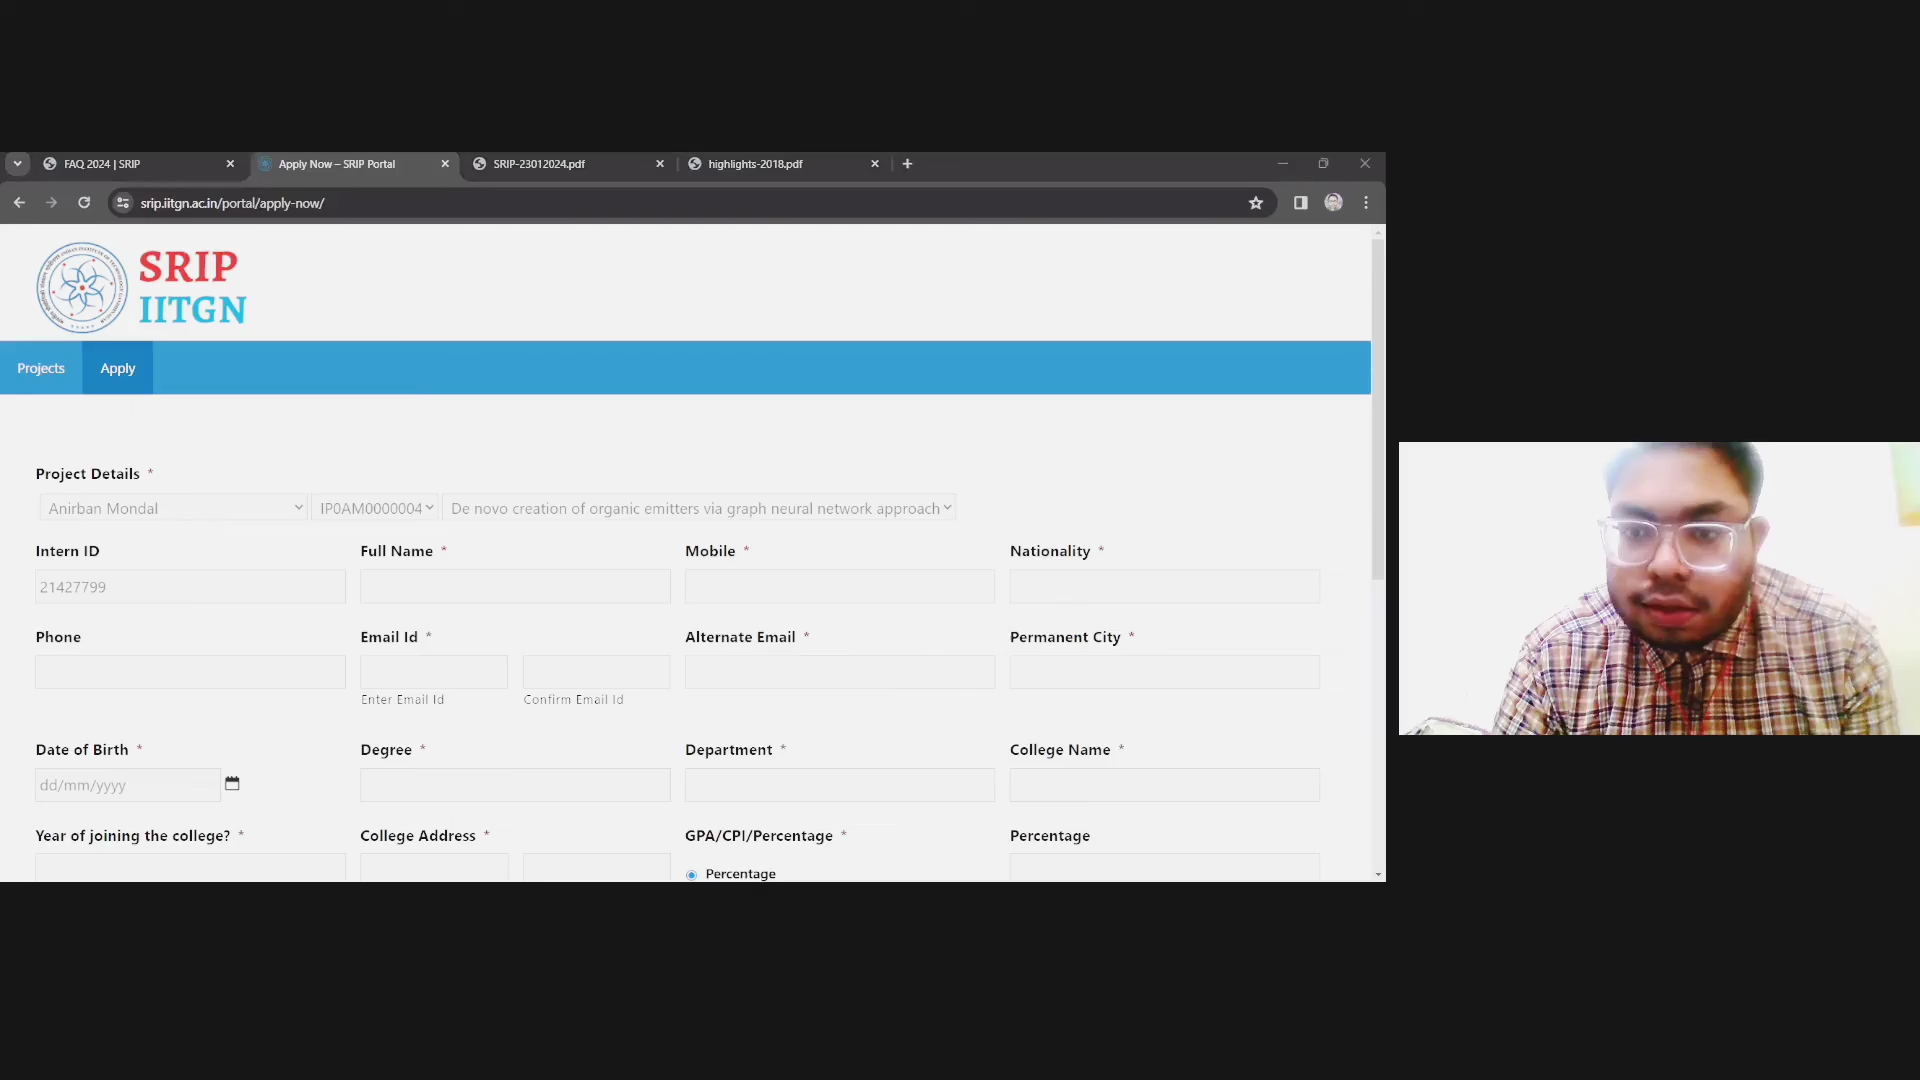 FAQ 2024 | SRIP
Apply Now – SRIP Portal
SRIP-23012024.pdf
highlights-2018.pdf
srip.iitgn.ac.in/portal/apply-now/
SRIP
IITGN
Projects
Apply
Project Details *
Anirban Mondal
IP0AM0000004
De novo creation of organic emitters via graph neural network approach
Intern ID
Full Name *
Mobile *
Nationality *
21427799
Phone
Email Id *
Alternate Email *
Permanent City *
Enter Email Id
Confirm Email Id
Date of Birth *
Degree *
Department *
College Name *
dd/mm/yyyy
Year of joining the college? *
College Address *
GPA/CPI/Percentage *
Percentage
Percentage